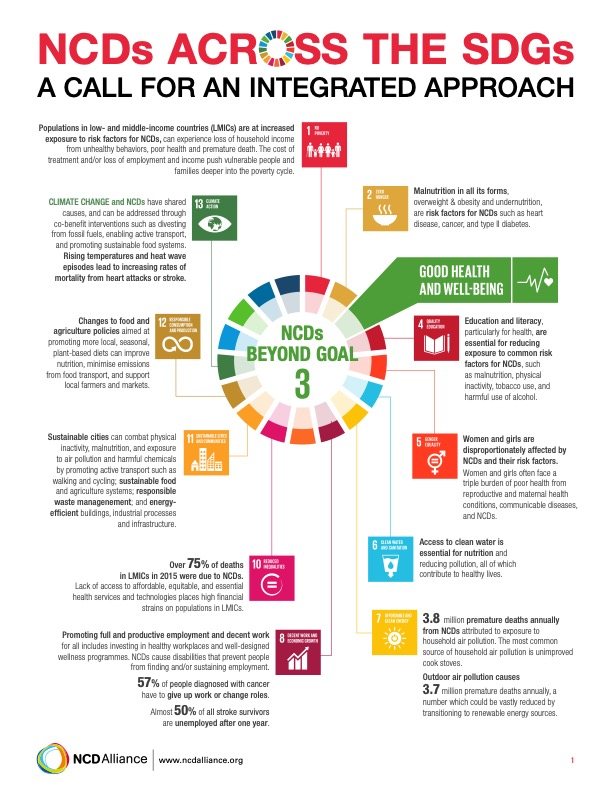 NCDs ACROSS THE SDGs
A CALL FOR AN INTEGRATED APPROACH
Populations in low- and middle-income countries (LMICs) are at increased
exposure to risk factors for NCDs, can experience loss of household income
from unhealthy behaviors, poor health and premature death. The cost of
treatment and/or loss of employment and income push vulnerable people and
families deeper into the poverty cycle.
1 NO
POVERTY
2 ZERO
HUNGER
Malnutrition in all its forms,
overweight & obesity and undernutrition,
are risk factors for NCDs such as heart
disease, cancer, and type II diabetes.
CLIMATE CHANGE and NCDs have shared
causes, and can be addressed through
co-benefit interventions such as divesting
from fossil fuels, enabling active transport,
and promoting sustainable food systems.
Rising temperatures and heat wave
episodes lead to increasing rates of
mortality from heart attacks or stroke.
13 CLIMATE
ACTION
GOOD HEALTH
AND WELL-BEING
NCDs
BEYOND GOAL
3
Changes to food and
agriculture policies aimed at
promoting more local, seasonal,
plant-based diets can improve
nutrition, minimise emissions
from food transport, and support
local farmers and markets.
12 RESPONSIBLE
CONSUMPTION
AND PRODUCTION
4 QUALITY
EDUCATION
Education and literacy,
particularly for health, are
essential for reducing
exposure to common risk
factors for NCDs, such
as malnutrition, physical
inactivity, tobacco use, and
harmful use of alcohol.
Sustainable cities can combat physical
inactivity, malnutrition, and exposure
to air pollution and harmful chemicals
by promoting active transport such as
walking and cycling; sustainable food
and agriculture systems; responsible
waste management; and energy-
efficient buildings, industrial processes
and infrastructure.
11 SUSTAINABLE CITIES
AND COMMUNITIES
5 GENDER
EQUALITY
Women and girls are
disproportionately affected by
NCDs and their risk factors.
Women and girls often face a
triple burden of poor health from
reproductive and maternal health
conditions, communicable diseases,
and NCDs.
6 CLEAN WATER
AND SANITATION
Access to clean water is
essential for nutrition and
reducing pollution, all of which
contribute to healthy lives.
Over 75% of deaths
in LMICs in 2015 were due to NCDs.
Lack of access to affordable, equitable, and essential
health services and technologies places high financial
strains on populations in LMICs.
10 REDUCED
INEQUALITIES
7 AFFORDABLE AND
CLEAN ENERGY
3.8 million premature deaths annually
from NCDs attributed to exposure to
household air pollution. The most common
source of household air pollution is unimproved
cook stoves.
Outdoor air pollution causes
3.7 million premature deaths annually, a
number which could be vastly reduced by
transitioning to renewable energy sources.
Promoting full and productive employment and decent work
for all includes investing in healthy workplaces and well-designed
wellness programmes. NCDs cause disabilities that prevent people
from finding and/or sustaining employment.
57% of people diagnosed with cancer
have to give up work or change roles.
Almost 50% of all stroke survivors
are unemployed after one year.
8 DECENT WORK AND
ECONOMIC GROWTH
NCDAlliance
www.ncdalliance.org
1